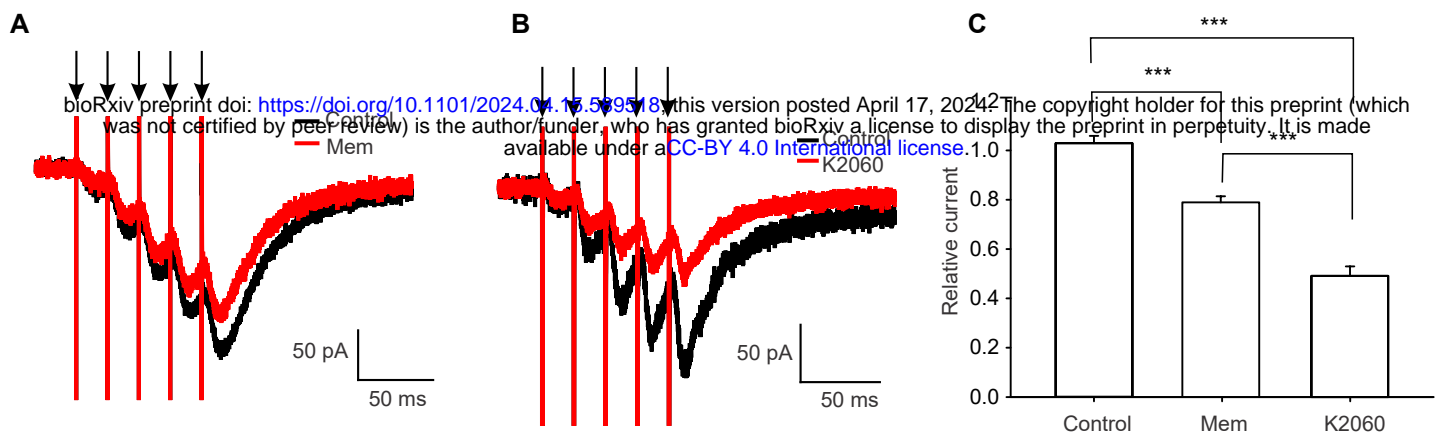 A
B
C
***
***
***
bioRxiv preprint doi: https://doi.org/10.1101/2024.04.15.589518; this version posted April 17, 2024. The copyright holder for this preprint (which
was not certified by peer review) is the author/funder, who has granted bioRxiv a license to display the preprint in perpetuity. It is made
available under aCC-BY 4.0 International license.
Control
Mem
50 pA
50 ms
Control
K2060
50 pA
50 ms
Relative current
1.2
1.0
0.8
0.6
0.4
0.2
0.0
Control
Mem
K2060